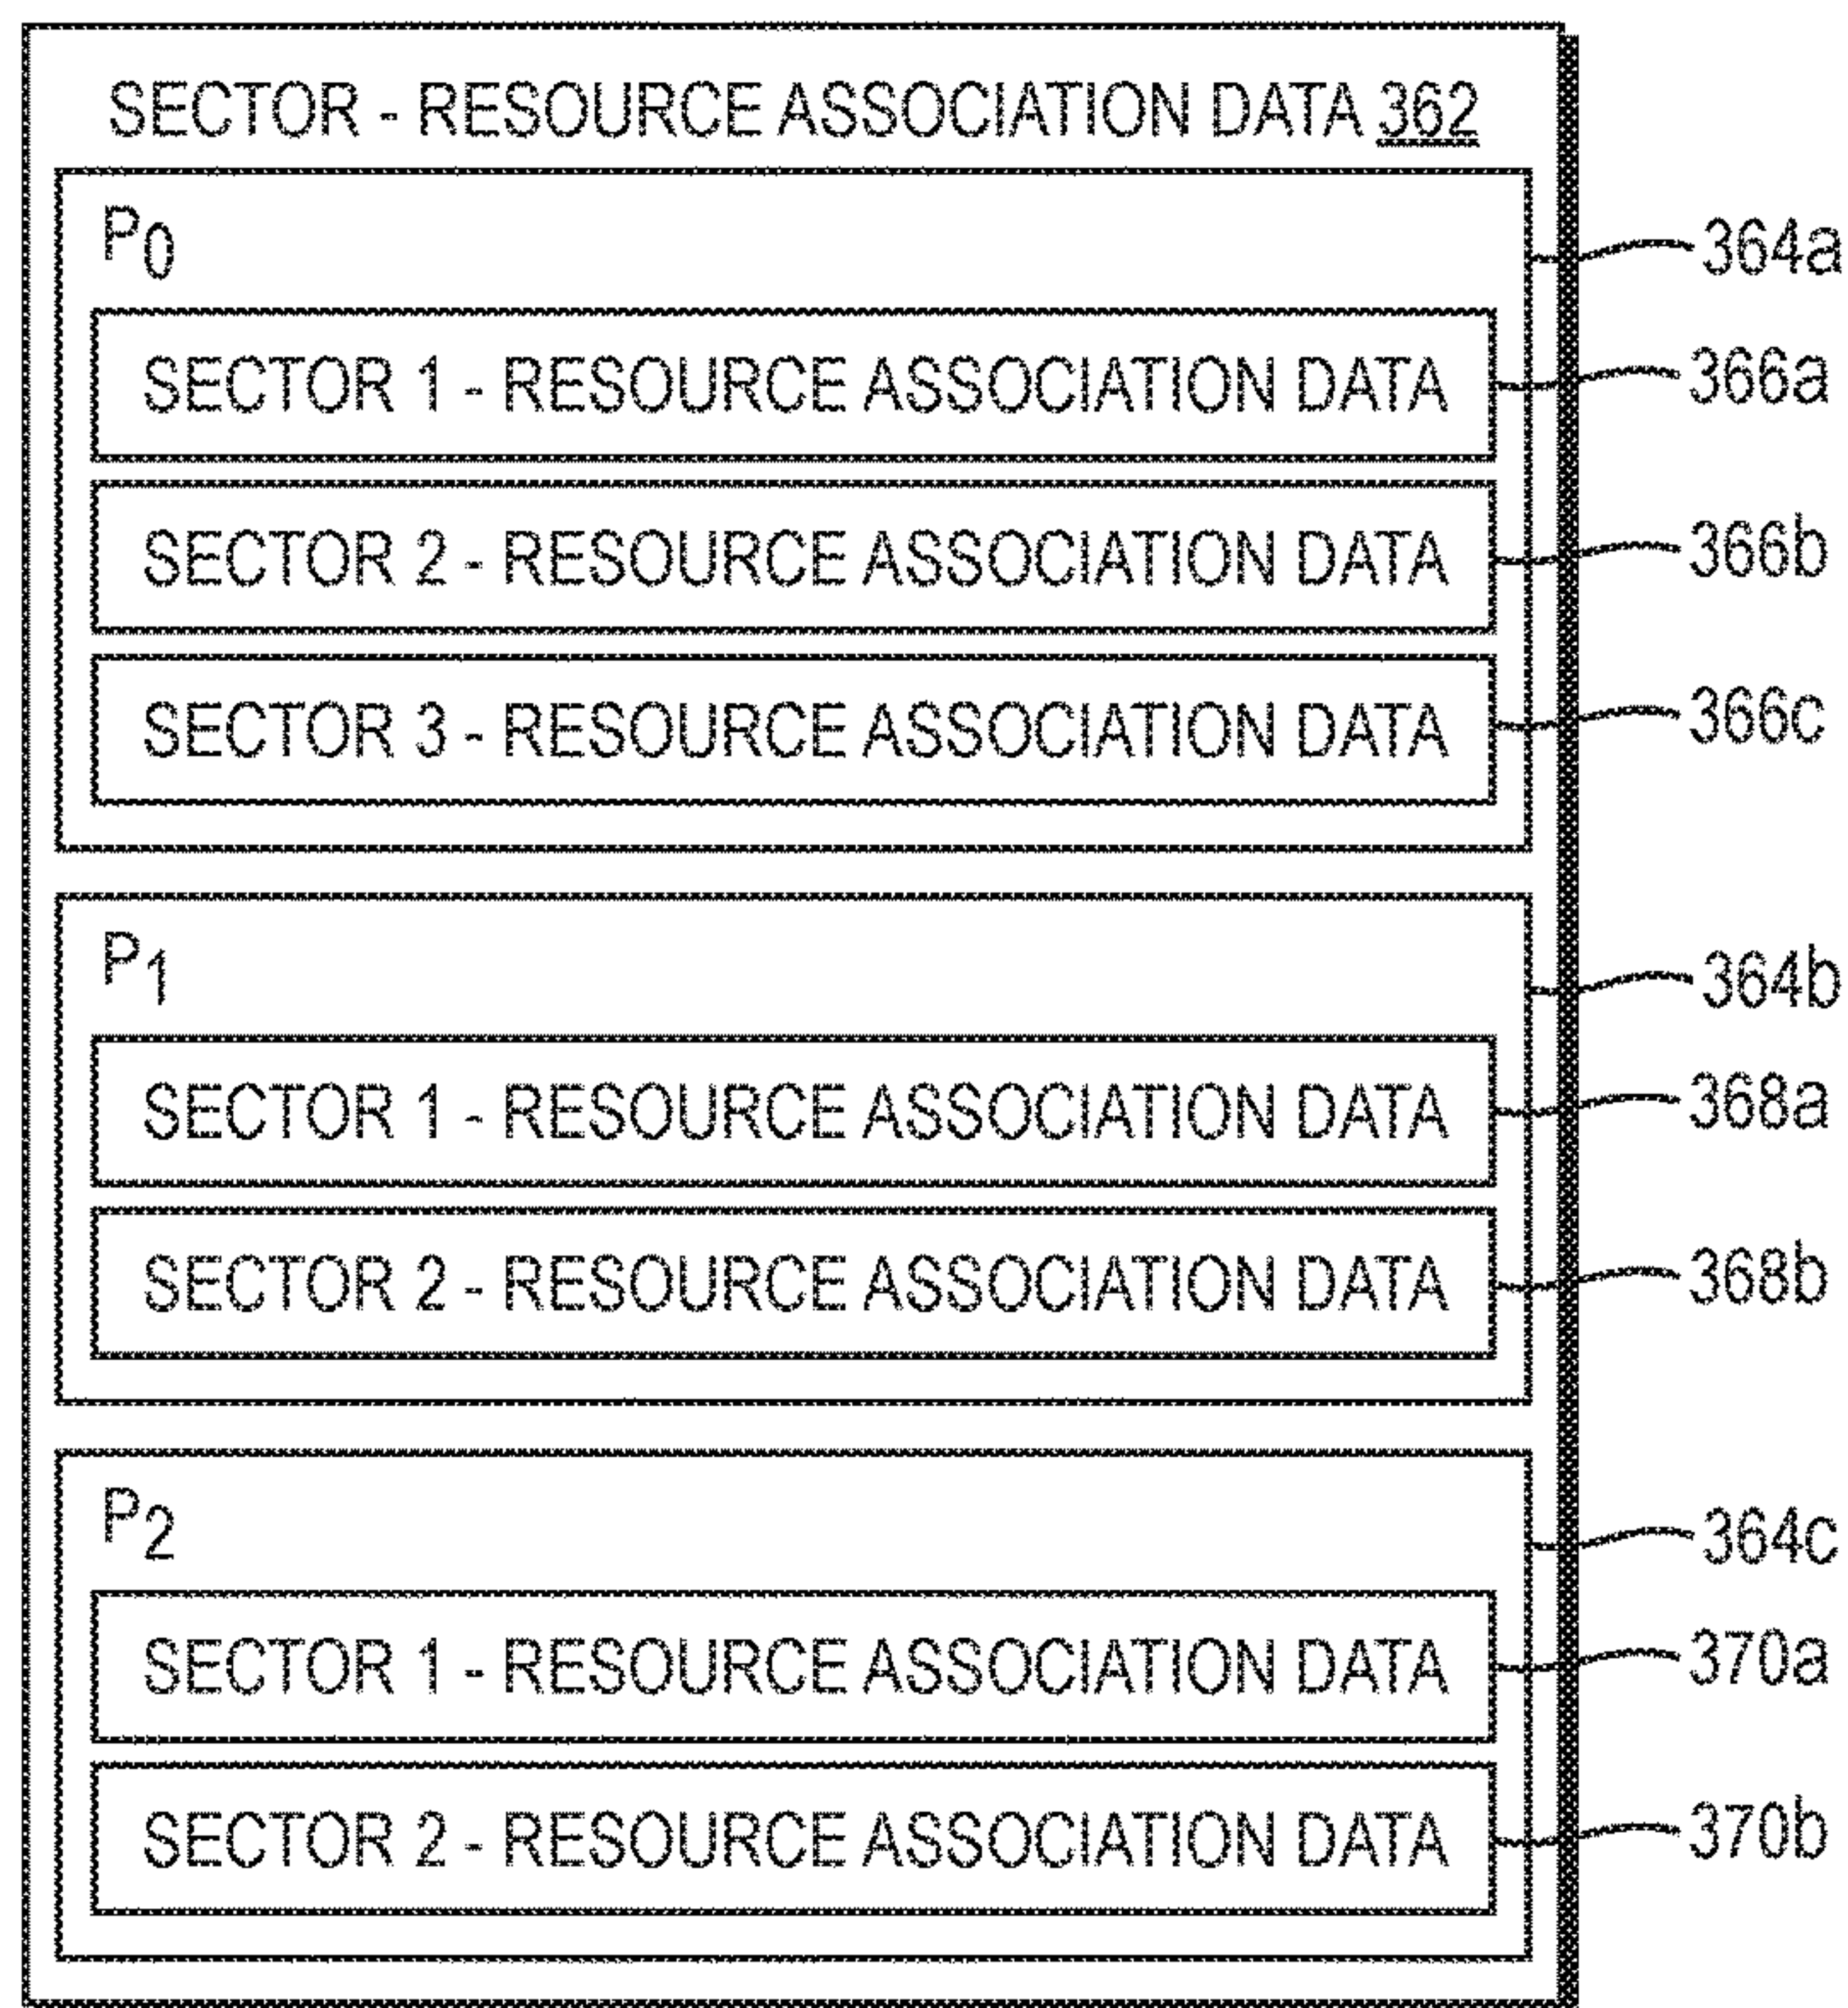 SECTOR - RESOURCE ASSOCIATION DATA 362
P0 364a
SECTOR 1 - RESOURCE ASSOCIATION DATA 366a
SECTOR 2 - RESOURCE ASSOCIATION DATA 366b
SECTOR 3 - RESOURCE ASSOCIATION DATA 366c
P1 364b
SECTOR 1 - RESOURCE ASSOCIATION DATA 368a
SECTOR 2 - RESOURCE ASSOCIATION DATA 368b
P2 364c
SECTOR 1 - RESOURCE ASSOCIATION DATA 370a
SECTOR 2 - RESOURCE ASSOCIATION DATA 370b